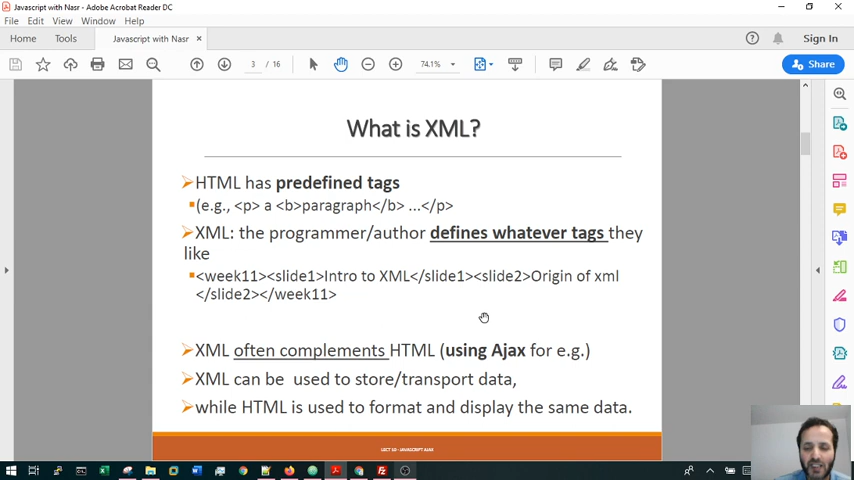 Javascript with Nasr - Adobe Acrobat Reader DC
File Edit View Window Help
Home Tools Javascript with Nasr × Sign In
3 / 16 74.1% Share
What is XML?
HTML has predefined tags
(e.g., <p> a <b>paragraph</b> ...</p>
XML: the programmer/author defines whatever tags they
like
<week11><slide1>Intro to XML</slide1><slide2>Origin of xml
</slide2></week11>
XML often complements HTML (using Ajax for e.g.)
XML can be used to store/transport data,
while HTML is used to format and display the same data.
LECT 10 - JAVASCRIPT AJAX